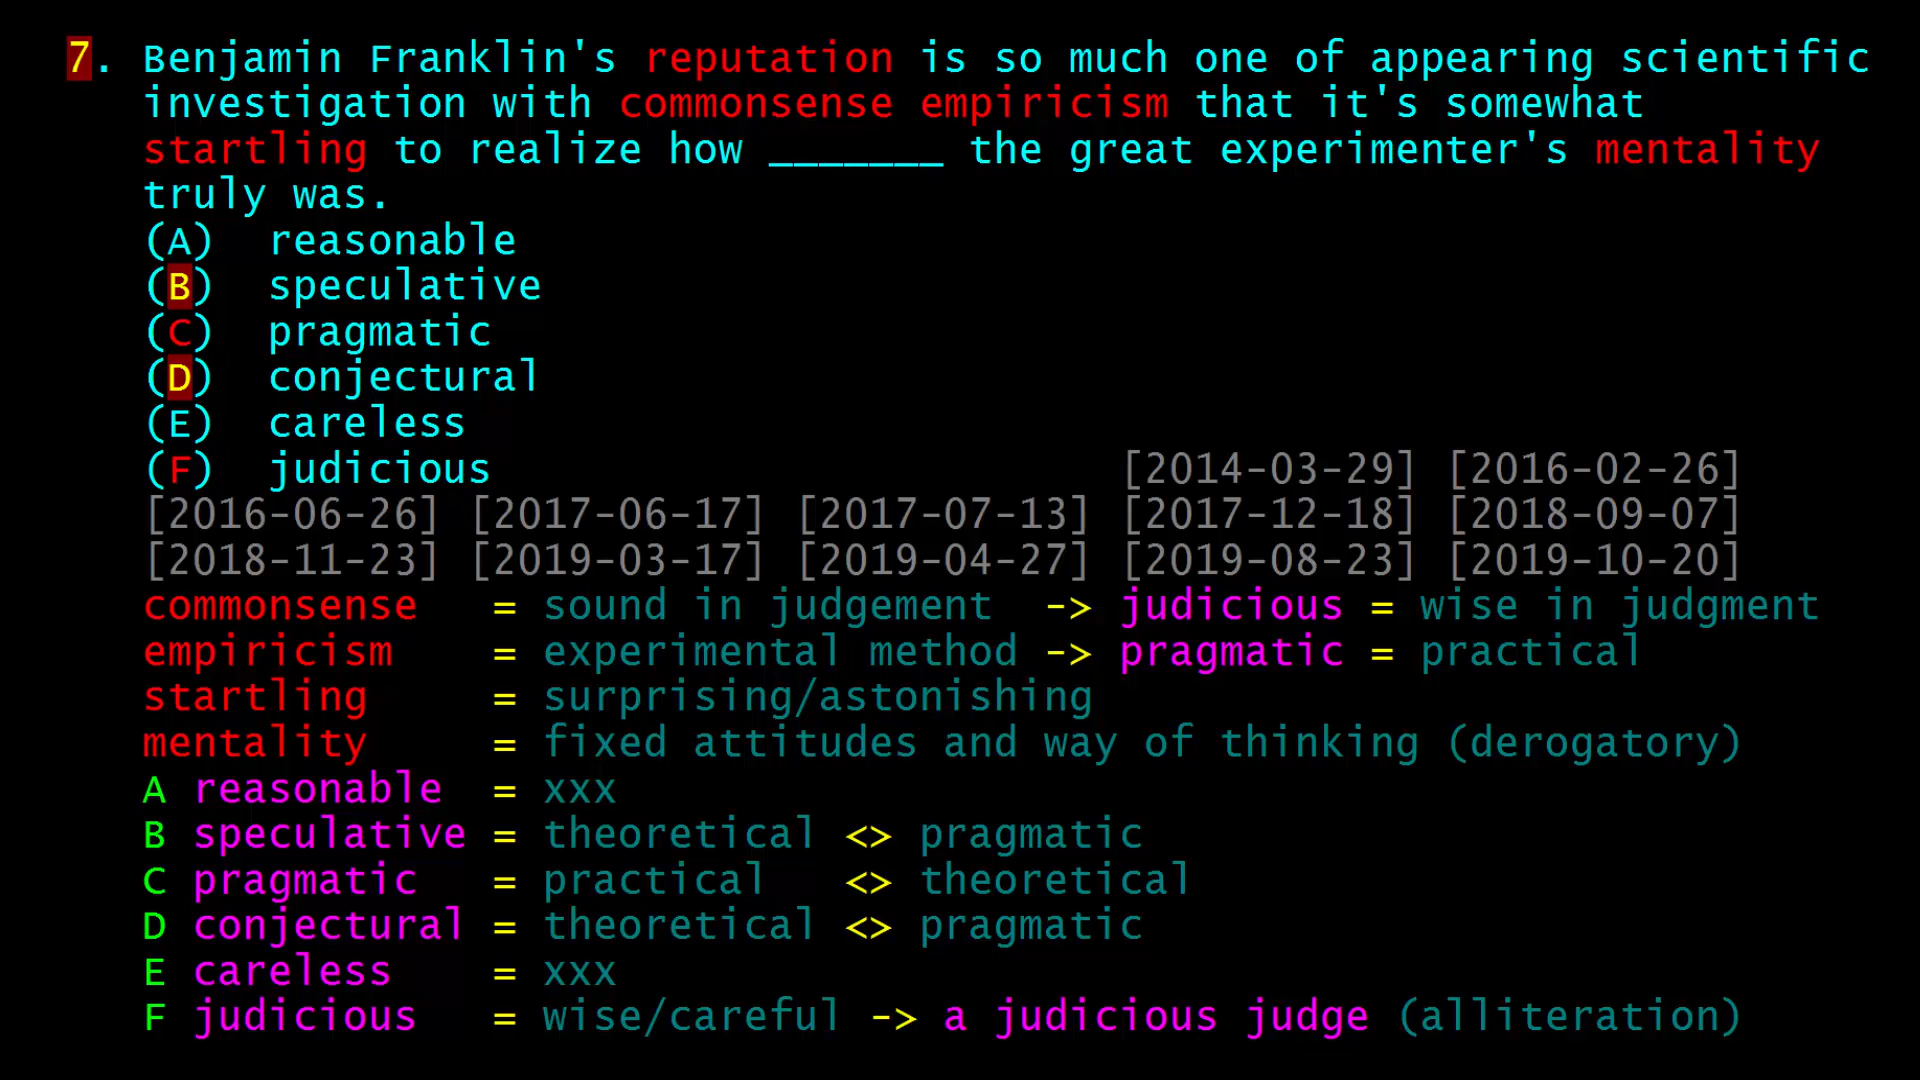 7. Benjamin Franklin's reputation is so much one of appearing scientific
investigation with commonsense empiricism that it's somewhat
startling to realize how _______ the great experimenter's mentality
truly was.
(A) reasonable
(B) speculative
(C) pragmatic
(D) conjectural
(E) careless
(F) judicious [2014-03-29] [2016-02-26]
[2016-06-26] [2017-06-17] [2017-07-13] [2017-12-18] [2018-09-07]
[2018-11-23] [2019-03-17] [2019-04-27] [2019-08-23] [2019-10-20]
commonsense = sound in judgement -> judicious = wise in judgment
empiricism = experimental method -> pragmatic = practical
startling = surprising/astonishing
mentality = fixed attitudes and way of thinking (derogatory)
A reasonable = xxx
B speculative = theoretical <> pragmatic
C pragmatic = practical <> theoretical
D conjectural = theoretical <> pragmatic
E careless = xxx
F judicious = wise/careful -> a judicious judge (alliteration)